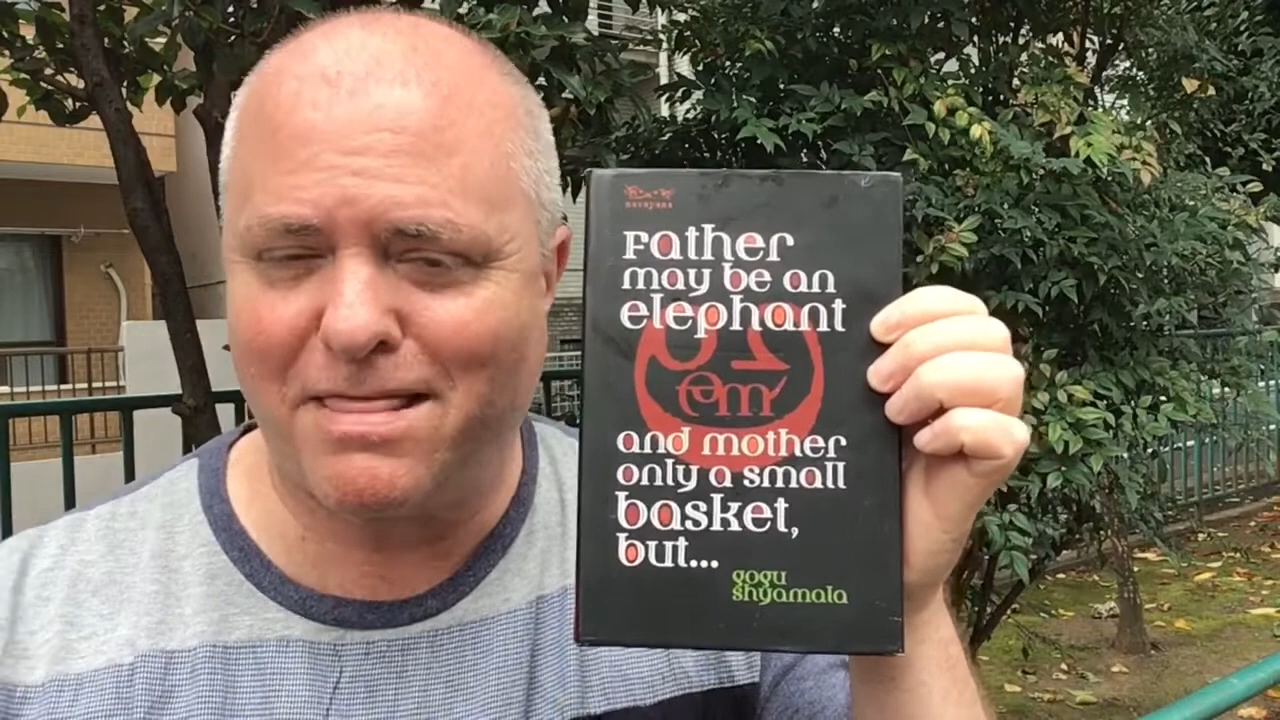 navayana
Father
may be an
elephant
and mother
only a small
basket,
but...
gogu
shyamala